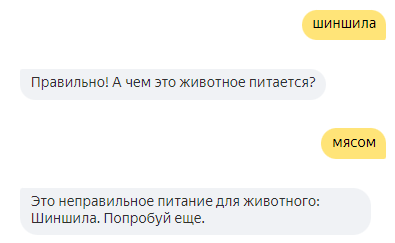 шиншила
Правильно! А чем это животное питается?
мясом
Это неправильное питание для животного:
Шиншила. Попробуй еще.